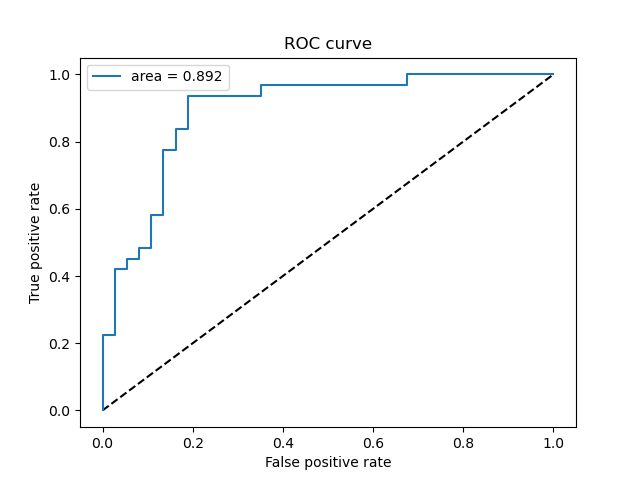 ROC curve
area = 0.892
1.0
0.8
0.6
0.4
0.2
0.0
True positive rate
0.0 0.2 0.4 0.6 0.8 1.0
False positive rate